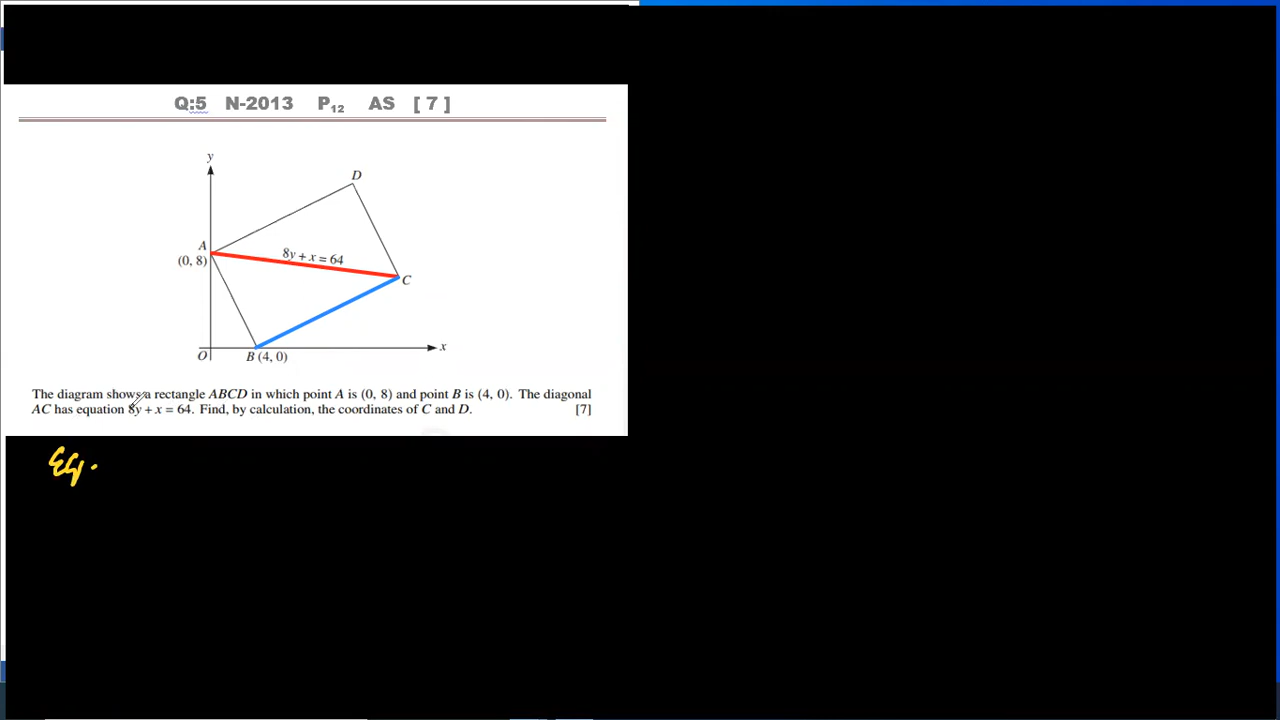 Q:5 N-2013 P12 AS [ 7 ]
y
D
A
(0, 8)
8y + x = 64
C
O
B (4, 0)
x
The diagram shows a rectangle ABCD in which point A is (0, 8) and point B is (4, 0). The diagonal
AC has equation 8y + x = 64. Find, by calculation, the coordinates of C and D. [7]
Eq.